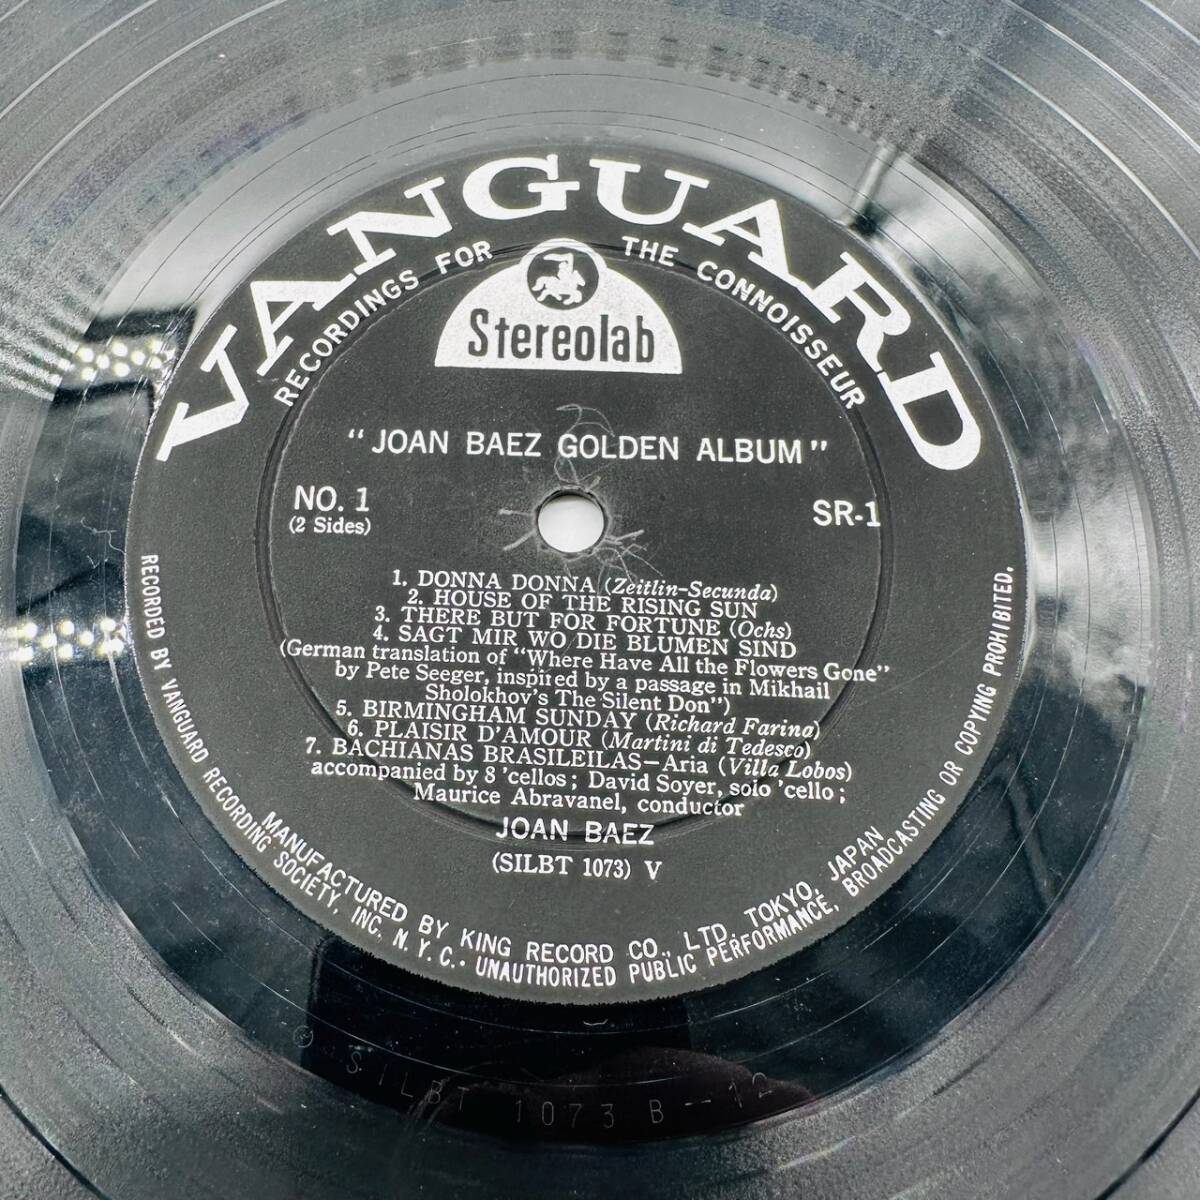 VANGUARD
RECORDINGS FOR THE CONNOISSEUR
Stereolab
"JOAN BAEZ GOLDEN ALBUM"
NO. 1
(2 Sides)
SR-1
1. DONNA DONNA (Zeitlin-Secunda)
2. HOUSE OF THE RISING SUN
3. THERE BUT FOR FORTUNE (Ochs)
4. SAGT MIR WO DIE BLUMEN SIND
(German translation of "Where Have All the Flowers Gone"
by Pete Seeger, inspired by a passage in Mikhail
Sholokhov's The Silent Don")
5. BIRMINGHAM SUNDAY (Richard Farina)
6. PLAISIR D'AMOUR (Martini di Tedesco)
7. BACHIANAS BRASILEILAS—Aria (Villa Lobos)
accompanied by 8 'cellos; David Soyer, solo 'cello;
Maurice Abravanel, conductor
JOAN BAEZ
(SILBT 1073) V
MANUFACTURED BY KING RECORD CO., LTD. TOKYO, JAPAN
RECORDED BY VANGUARD RECORDING SOCIETY, INC, N.Y.C. • UNAUTHORIZED PUBLIC PERFORMANCE, BROADCASTING OR COPYING PROHIBITED.
SILBT 1073 B-12